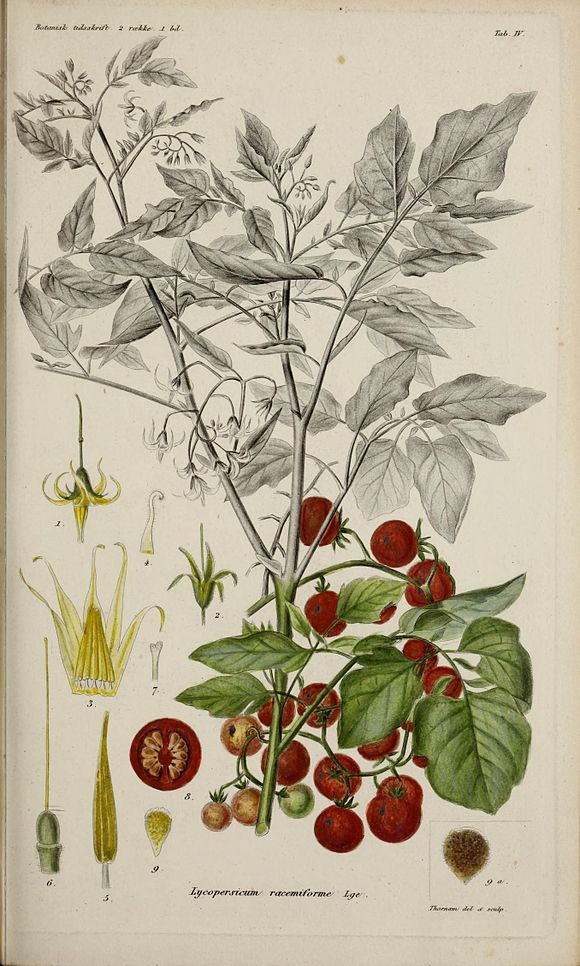 Botanisk tidsskrift. 2 række. 1 bd.
Tab. IV.
1.
4.
2.
3.
7.
8.
9.
6.
5.
9 a.
Lycopersicum racemiforme Lge.
Thornam del. & sculp.